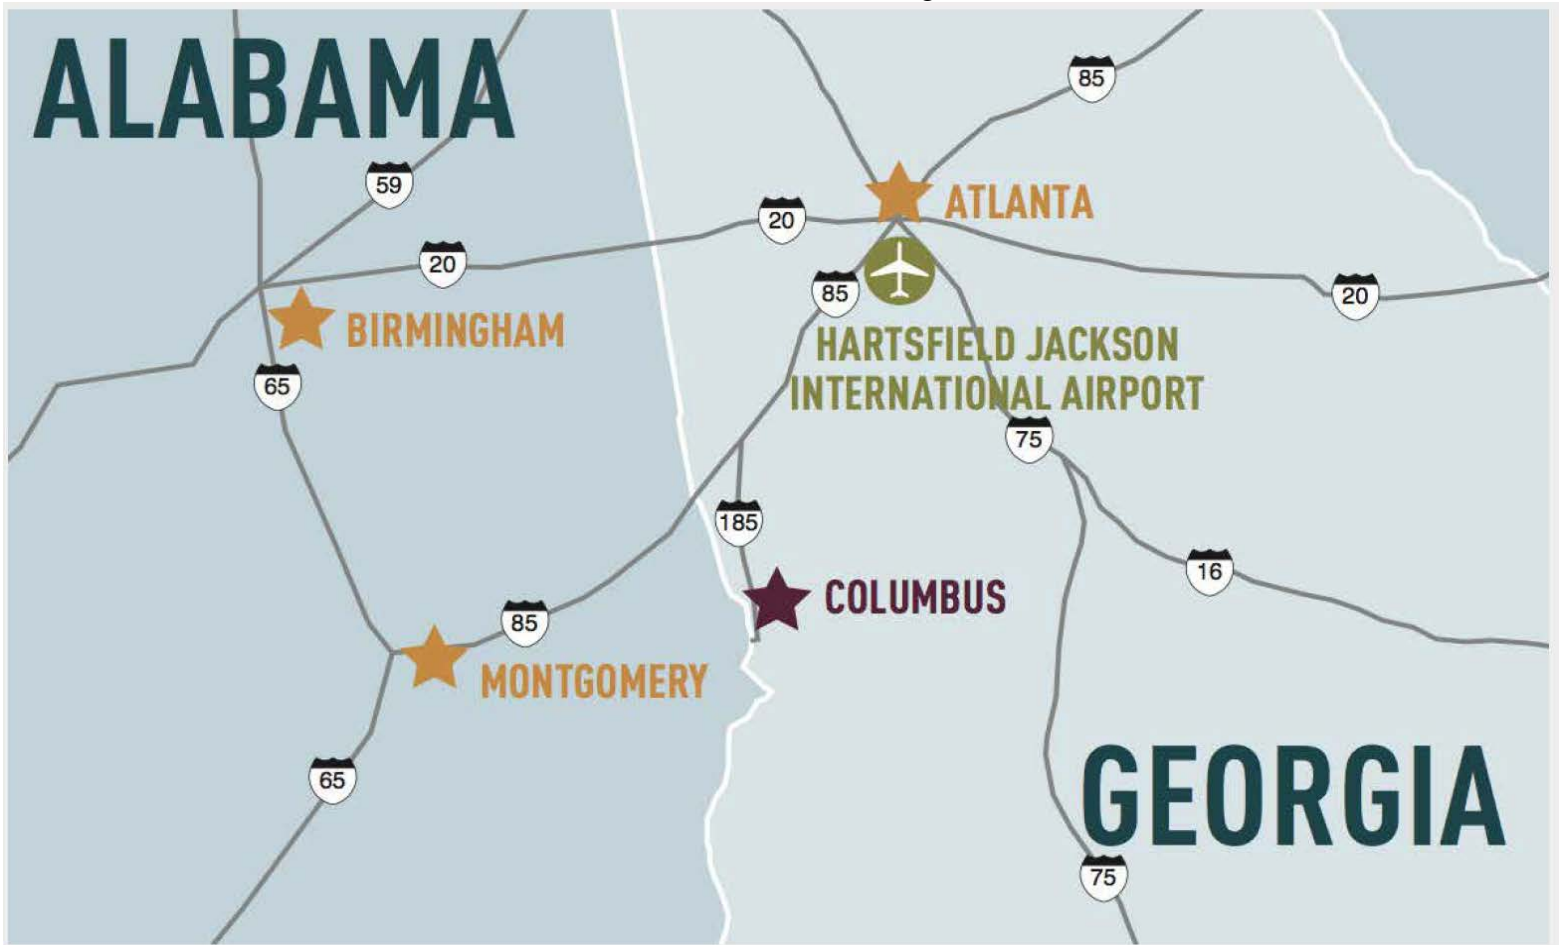 ALABAMA
85
59
20
ATLANTA
20
85
20
BIRMINGHAM
HARTSFIELD JACKSON
INTERNATIONAL AIRPORT
65
75
185
16
COLUMBUS
85
MONTGOMERY
65
GEORGIA
75